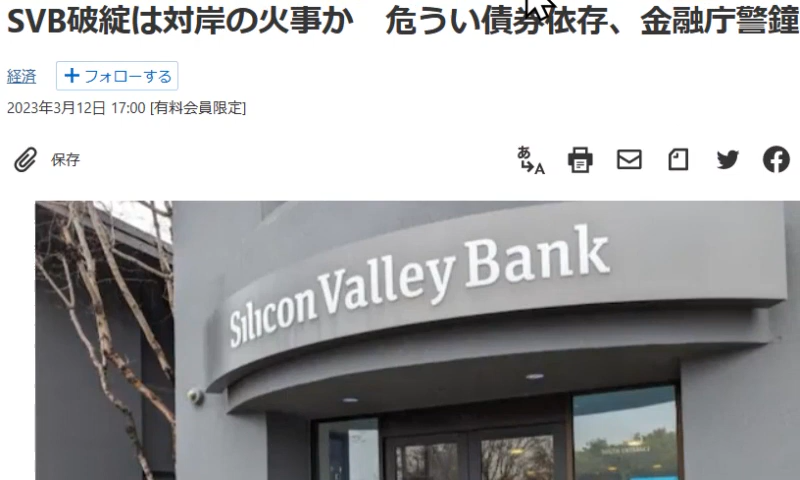 SVB破綻は対岸の火事か　危うい債券依存、金融庁警鐘
経済
+ フォローする
2023年3月12日 17:00 [有料会員限定]
保存
あ
A
Silicon Valley Bank